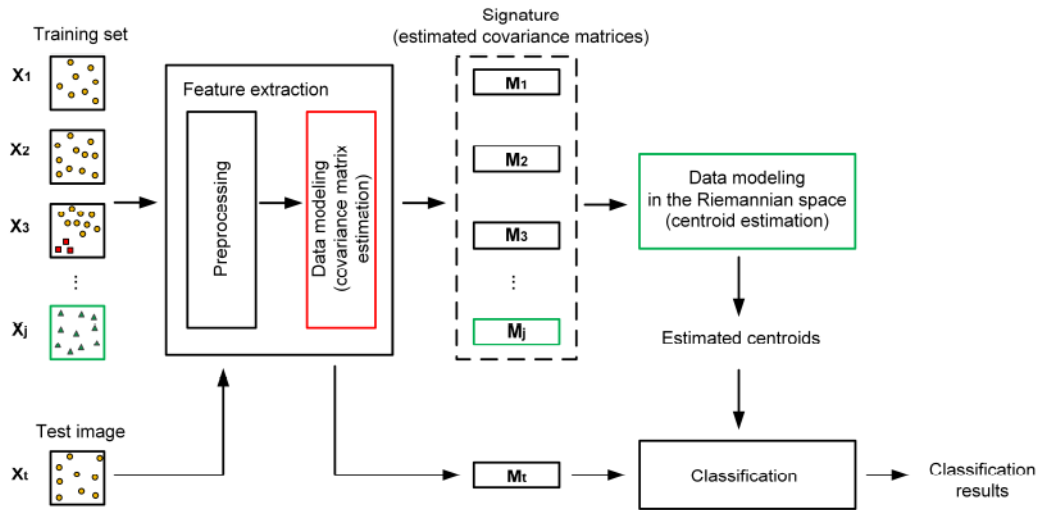 Signature
(estimated covariance matrices)
Training set
X1
X2
X3
⋮
Xj
Feature extraction
Preprocessing
Data modeling
(covariance matrix
estimation)
M1
M2
M3
⋮
Mj
Data modeling
in the Riemannian space
(centroid estimation)
Estimated centroids
Test image
Xt
Mt
Classification
Classification
results